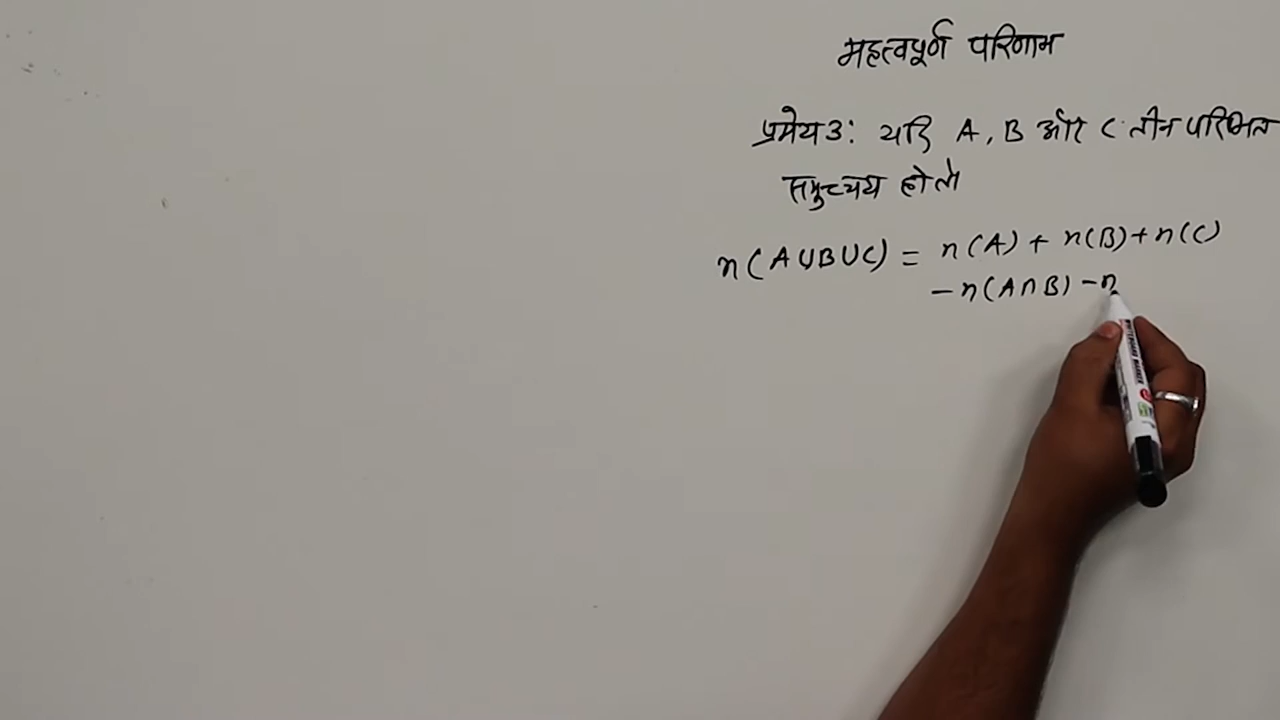 महत्वपूर्ण परिणाम
प्रमेय 3: यदि A, B और C तीन परिमित
समुच्चय हो तो
n(A∪B∪C) = n(A) + n(B) + n(C)
- n(A∩B) - n